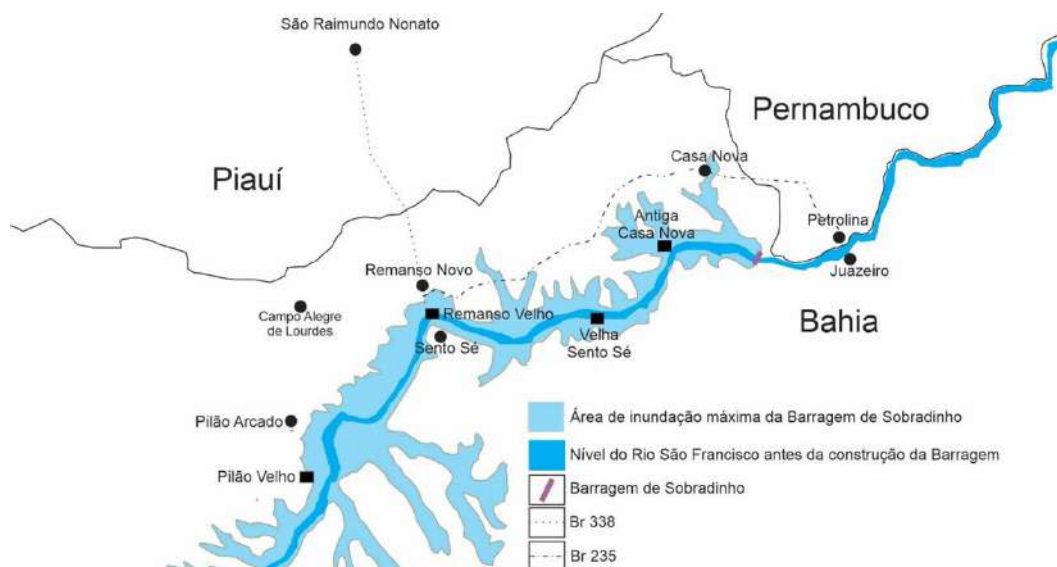 São Raimundo Nonato
Pernambuco
Piauí
Casa Nova
Antiga
Casa Nova
Petrolina
Juazeiro
Remanso Novo
Campo Alegre
de Lourdes
Remanso Velho
Sento Sé
Velha
Sento Sé
Bahia
Pilão Arcado
Pilão Velho
Área de inundação máxima da Barragem de Sobradinho
Nível do Rio São Francisco antes da construção da Barragem
Barragem de Sobradinho
Br 338
Br 235